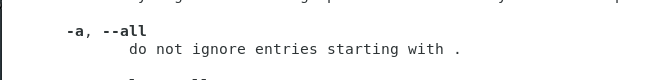 -a, --all
do not ignore entries starting with .